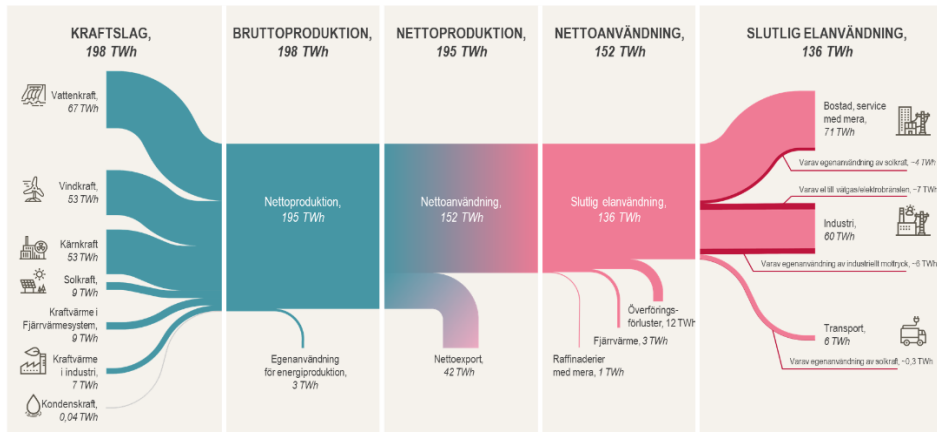 KRAFTSLAG,
198 TWh
Vattenkraft,
67 TWh
Vindkraft,
53 TWh
Kärnkraft
53 TWh
Solkraft,
9 TWh
Kraftvärme i
Fjärrvärmesystem,
9 TWh
Kraftvärme
i industri,
7 TWh
Kondenskraft,
0,04 TWh
BRUTTOPRODUKTION,
198 TWh
Nettoproduktion,
195 TWh
Egenanvändning
för energiproduktion,
3 TWh
NETTOPRODUKTION,
195 TWh
Nettoanvändning,
152 TWh
Nettoexport,
42 TWh
NETTOANVÄNDNING,
152 TWh
Slutlig elanvändning,
136 TWh
Överförings-
förluster, 12 TWh
Fjärrvärme, 3 TWh
Raffinaderier
med mera, 1 TWh
SLUTLIG ELANVÄNDNING,
136 TWh
Bostad, service
med mera,
71 TWh
Varav egenanvändning av solkraft, ~4 TWh
Varav el till vätgas/elektrobränslen, ~7 TWh
Industri,
60 TWh
Varav egenanvändning av industriellt mottryck, ~6 TWh
Transport,
6 TWh
Varav egenanvändning av solkraft, ~0,3 TWh